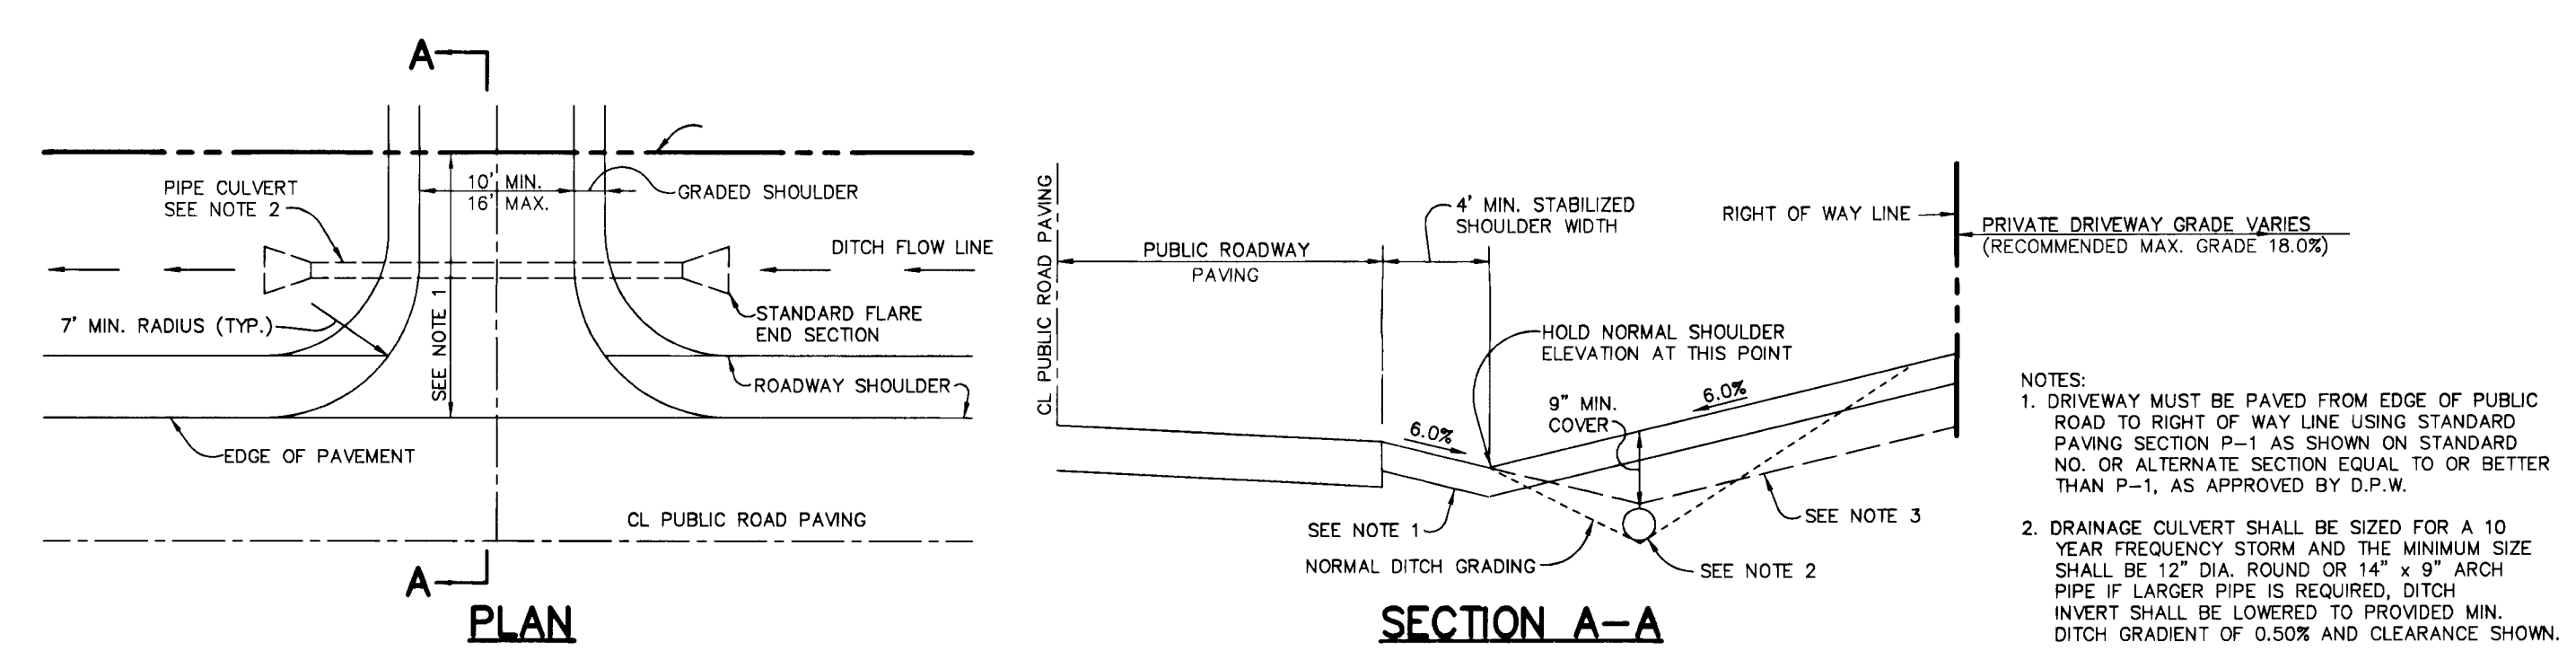 A
PIPE CULVERT
SEE NOTE 2
10' MIN.
16' MAX.
GRADED SHOULDER
DITCH FLOW LINE
7' MIN. RADIUS (TYP.)
SEE NOTE 1
STANDARD FLARE
END SECTION
ROADWAY SHOULDER
EDGE OF PAVEMENT
CL PUBLIC ROAD PAVING
A
PLAN
CL PUBLIC ROAD PAVING
PUBLIC ROADWAY
PAVING
4' MIN. STABILIZED
SHOULDER WIDTH
RIGHT OF WAY LINE
PRIVATE DRIVEWAY GRADE VARIES
(RECOMMENDED MAX. GRADE 18.0%)
HOLD NORMAL SHOULDER
ELEVATION AT THIS POINT
6.0%
9" MIN.
COVER
6.0%
SEE NOTE 1
NORMAL DITCH GRADING
SEE NOTE 3
SEE NOTE 2
SECTION A-A
NOTES:
1. DRIVEWAY MUST BE PAVED FROM EDGE OF PUBLIC
ROAD TO RIGHT OF WAY LINE USING STANDARD
PAVING SECTION P-1 AS SHOWN ON STANDARD
NO. OR ALTERNATE SECTION EQUAL TO OR BETTER
THAN P-1, AS APPROVED BY D.P.W.
2. DRAINAGE CULVERT SHALL BE SIZED FOR A 10
YEAR FREQUENCY STORM AND THE MINIMUM SIZE
SHALL BE 12" DIA. ROUND OR 14" x 9" ARCH
PIPE IF LARGER PIPE IS REQUIRED, DITCH
INVERT SHALL BE LOWERED TO PROVIDED MIN.
DITCH GRADIENT OF 0.50% AND CLEARANCE SHOWN.